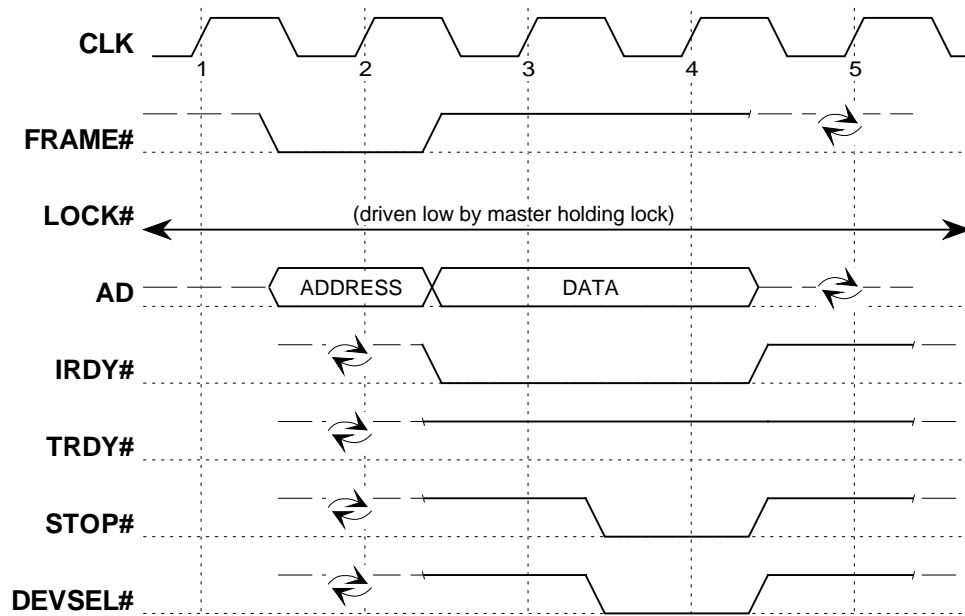 CLK
1 2 3 4 5
FRAME#
LOCK#
(driven low by master holding lock)
AD
ADDRESS
DATA
IRDY#
TRDY#
STOP#
DEVSEL#